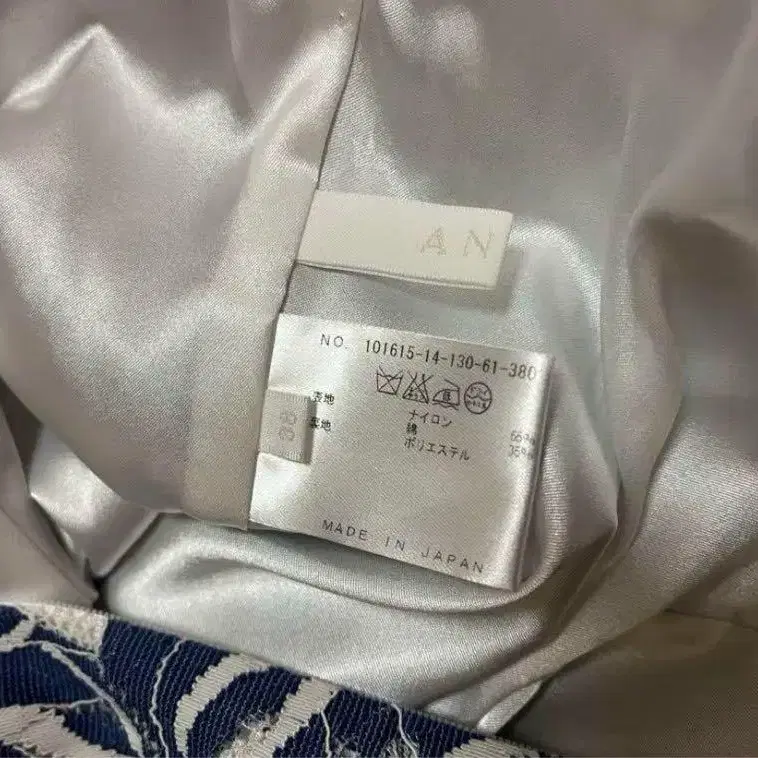 AN
NO. 101615-14-130-61-380
表地 ナイロン
裏地 綿
ポリエステル
38
MADE IN JAPAN